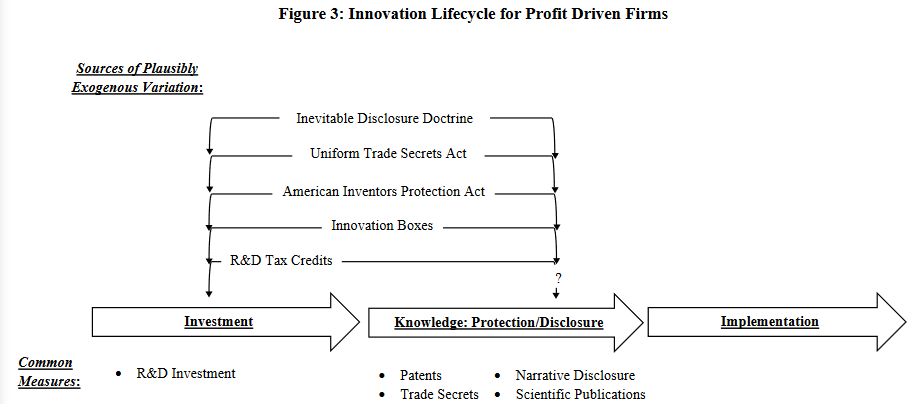 Figure 3: Innovation Lifecycle for Profit Driven Firms
Sources of Plausibly
Exogenous Variation:
Inevitable Disclosure Doctrine
Uniform Trade Secrets Act
American Inventors Protection Act
Innovation Boxes
R&D Tax Credits
?
Investment
Knowledge: Protection/Disclosure
Implementation
Common
Measures:
• R&D Investment
• Patents
• Trade Secrets
• Narrative Disclosure
• Scientific Publications